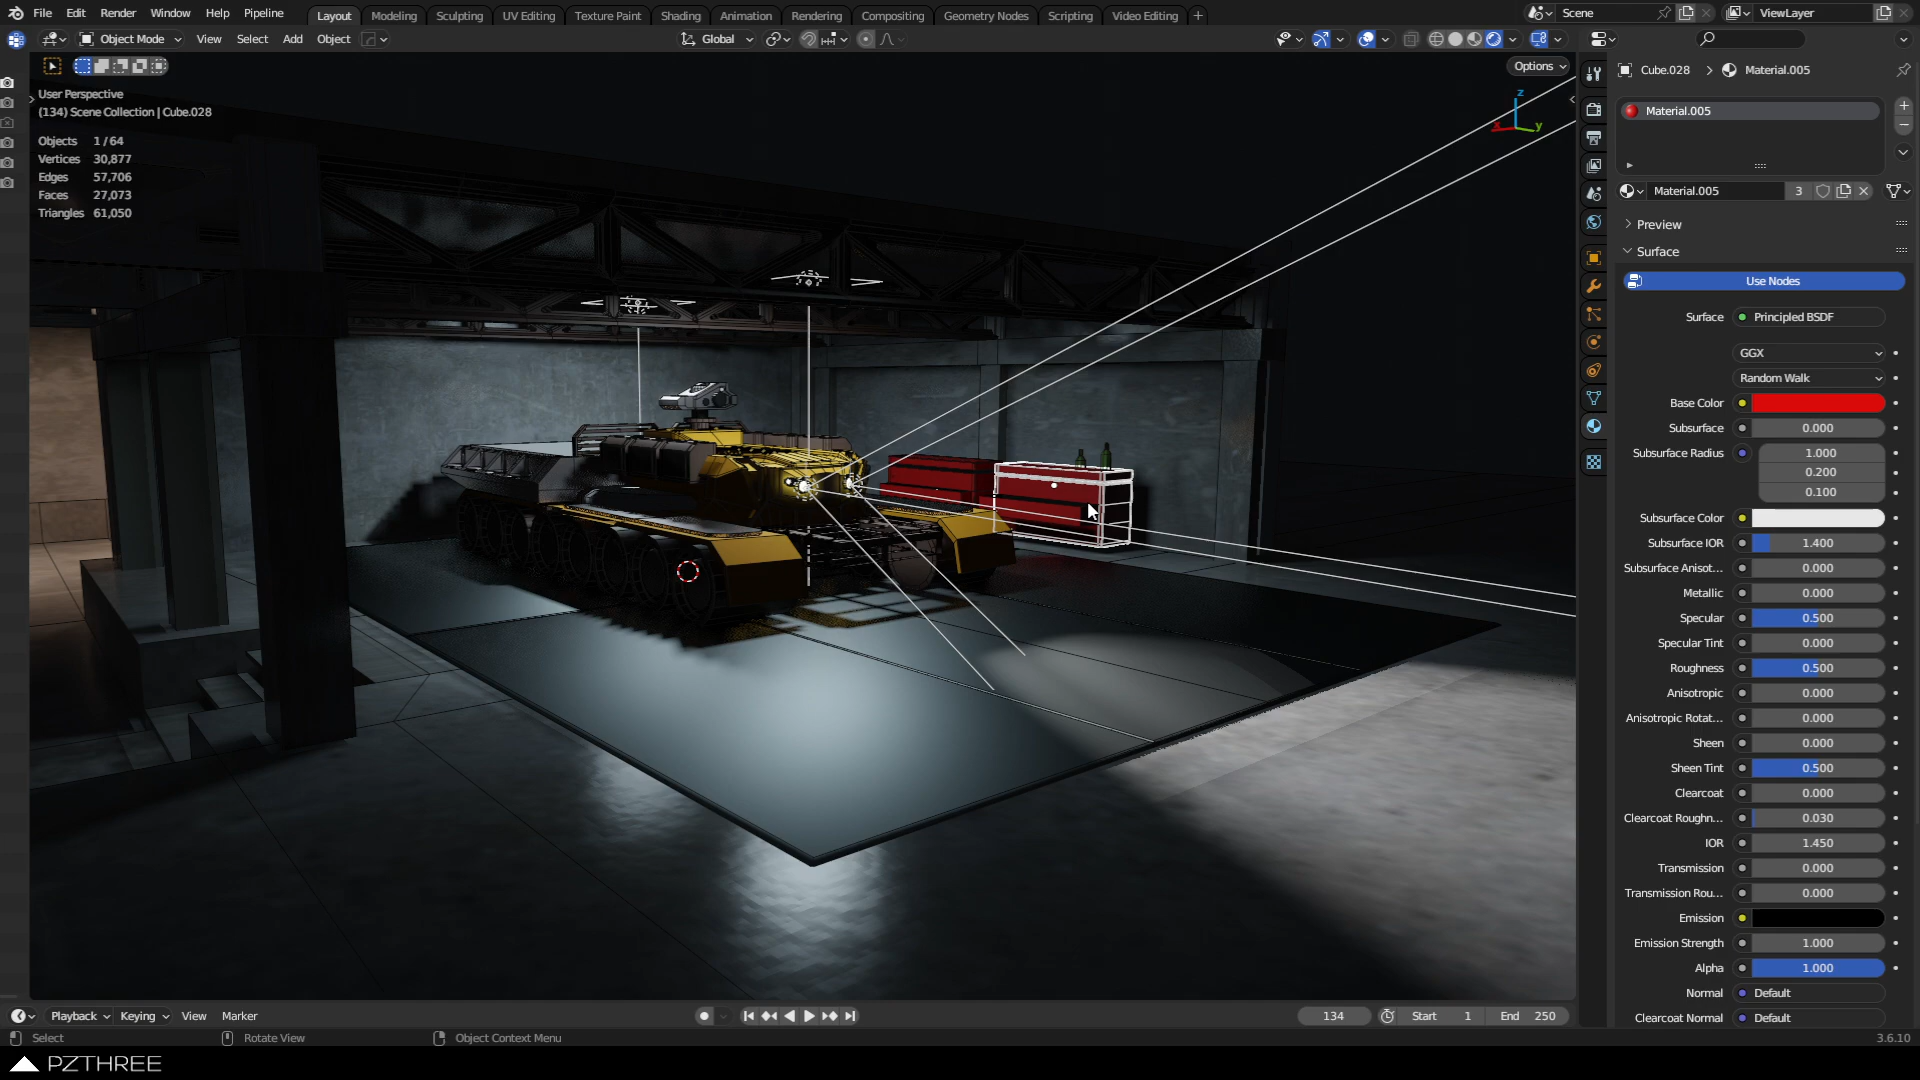 File Edit Render Window Help Pipeline Layout Modeling Sculpting UV Editing Texture Paint Shading Animation Rendering Compositing Geometry Nodes Scripting Video Editing + Scene ViewLayer
Object Mode View Select Add Object Global
Options
User Perspective
(134) Scene Collection | Cube.028
Objects 1 / 64
Vertices 30,877
Edges 57,706
Faces 27,073
Triangles 61,050
Z
X
Y
Cube.028 > Material.005
Material.005
Material.005 3
Preview
Surface
Use Nodes
Surface Principled BSDF
GGX
Random Walk
Base Color
Subsurface 0.000
Subsurface Radius 1.000
0.200
0.100
Subsurface Color
Subsurface IOR 1.400
Subsurface Anisot... 0.000
Metallic 0.000
Specular 0.500
Specular Tint 0.000
Roughness 0.500
Anisotropic 0.000
Anisotropic Rotat... 0.000
Sheen 0.000
Sheen Tint 0.500
Clearcoat 0.000
Clearcoat Roughn... 0.030
IOR 1.450
Transmission 0.000
Transmission Rou... 0.000
Emission
Emission Strength 1.000
Alpha 1.000
Normal Default
Clearcoat Normal Default
Playback Keying View Marker 134 Start 1 End 250
Select Rotate View Object Context Menu 3.6.10
PZTHREE